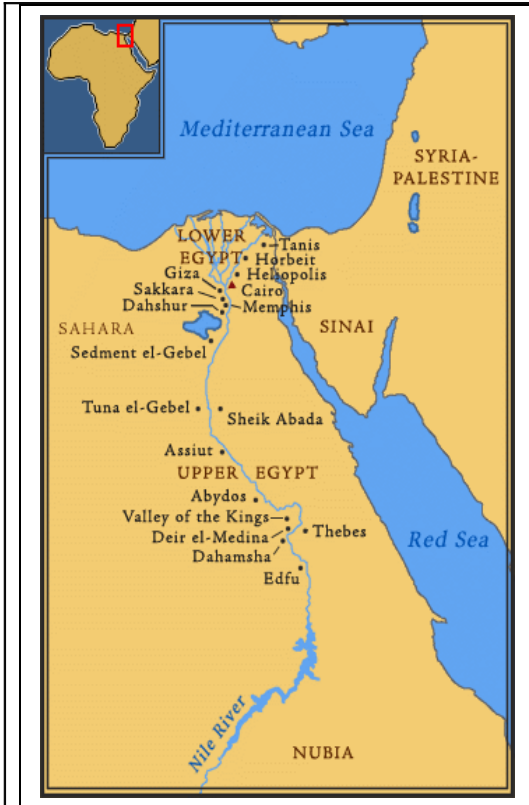 Mediterranean Sea
SYRIA-
PALESTINE
LOWER
EGYPT
Tanis
Horbeit
Heliopolis
Giza
Cairo
Sakkara
Memphis
Dahshur
SAHARA
SINAI
Sedment el-Gebel
Tuna el-Gebel
Sheik Abada
Assiut
UPPER EGYPT
Abydos
Valley of the Kings
Thebes
Deir el-Medina
Dahamsha
Red Sea
Edfu
Nile River
NUBIA